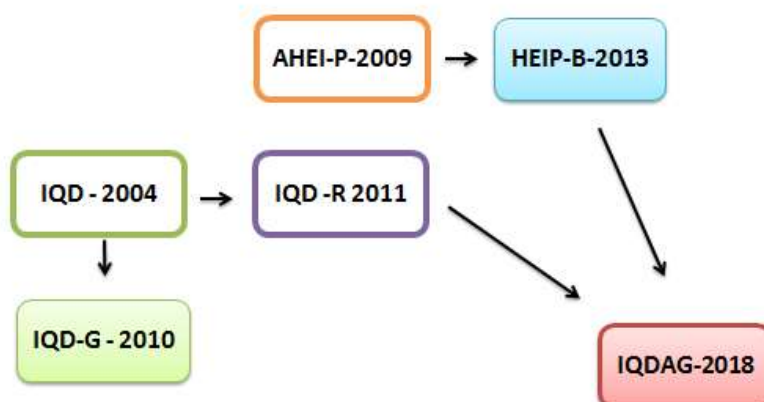 AHEI-P-2009
HEIP-B-2013
IQD - 2004
IQD -R 2011
IQD-G - 2010
IQDAG-2018